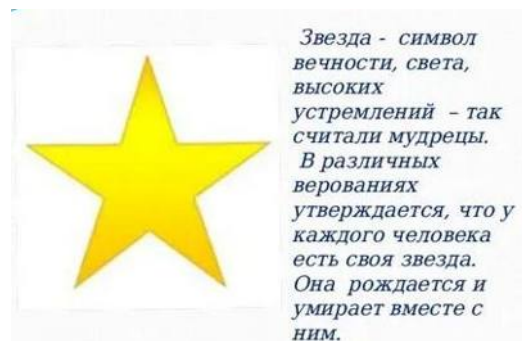 Звезда - символ
вечности, света,
высоких
устремлений – так
считали мудрецы.
В различных
верованиях
утверждается, что у
каждого человека
есть своя звезда.
Она рождается и
умирает вместе с
ним.